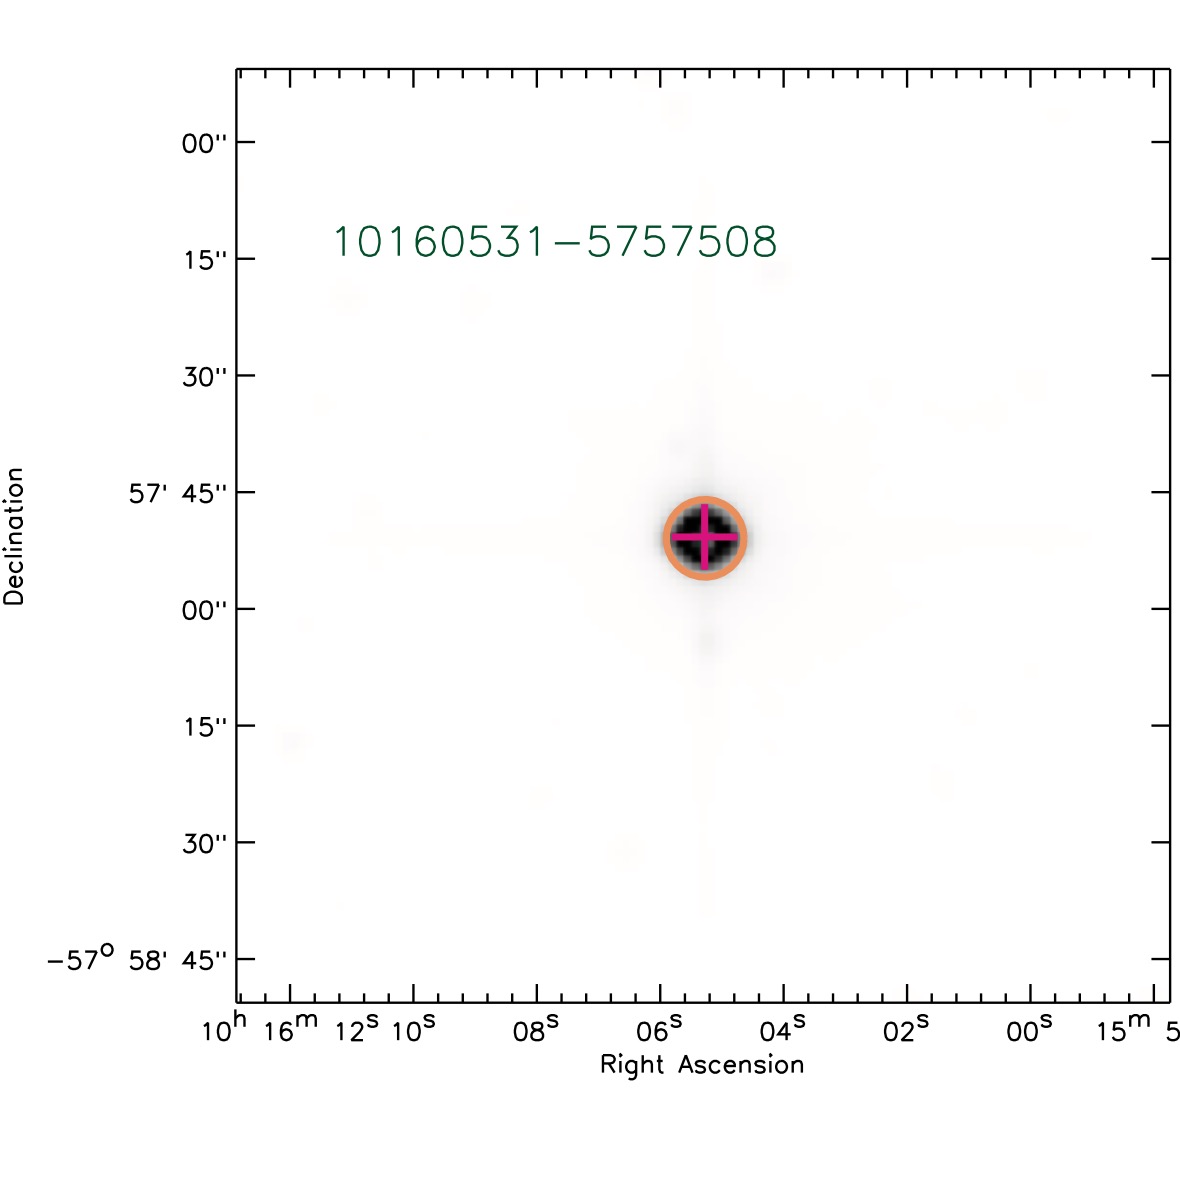 10160531-5757508
00"
15"
30"
57' 45"
00"
15"
30"
-57° 58' 45"
Declination
10h 16m 12s 10s 08s 06s 04s 02s 00s 15m 5
Right Ascension